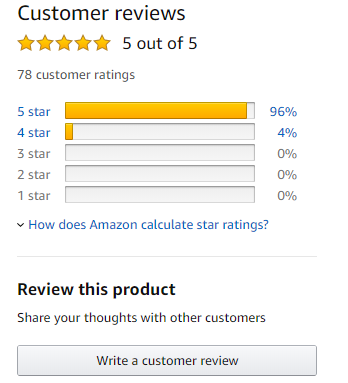 Customer reviews
5 out of 5
78 customer ratings
5 star 96%
4 star 4%
3 star 0%
2 star 0%
1 star 0%
How does Amazon calculate star ratings?
Review this product
Share your thoughts with other customers
Write a customer review